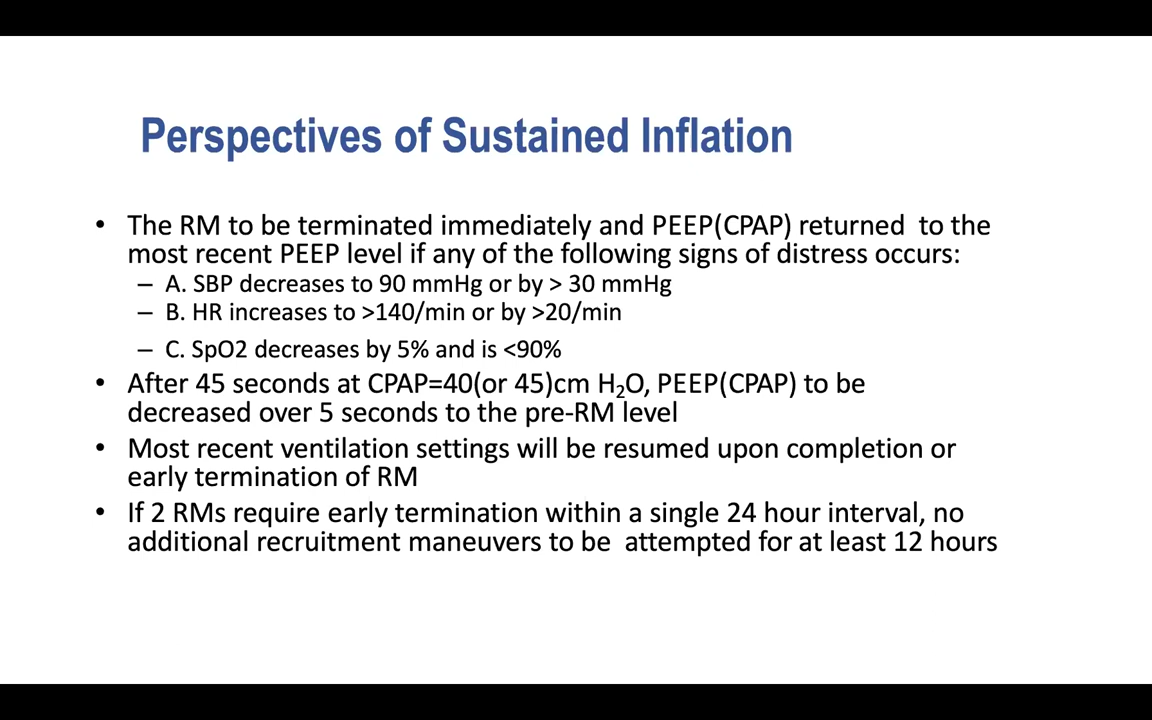 Perspectives of Sustained Inflation
• The RM to be terminated immediately and PEEP(CPAP) returned  to the
most recent PEEP level if any of the following signs of distress occurs:
– A. SBP decreases to 90 mmHg or by > 30 mmHg
– B. HR increases to >140/min or by >20/min
– C. SpO2 decreases by 5% and is <90%
• After 45 seconds at CPAP=40(or 45)cm H₂O, PEEP(CPAP) to be
decreased over 5 seconds to the pre-RM level
• Most recent ventilation settings will be resumed upon completion or
early termination of RM
• If 2 RMs require early termination within a single 24 hour interval, no
additional recruitment maneuvers to be  attempted for at least 12 hours